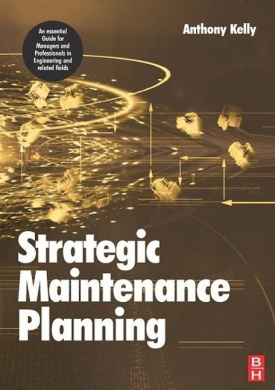 An essential
Guide for
Managers and
Professionals in
Engineering and
related fields
Anthony Kelly
Strategic
Maintenance
Planning
B
H